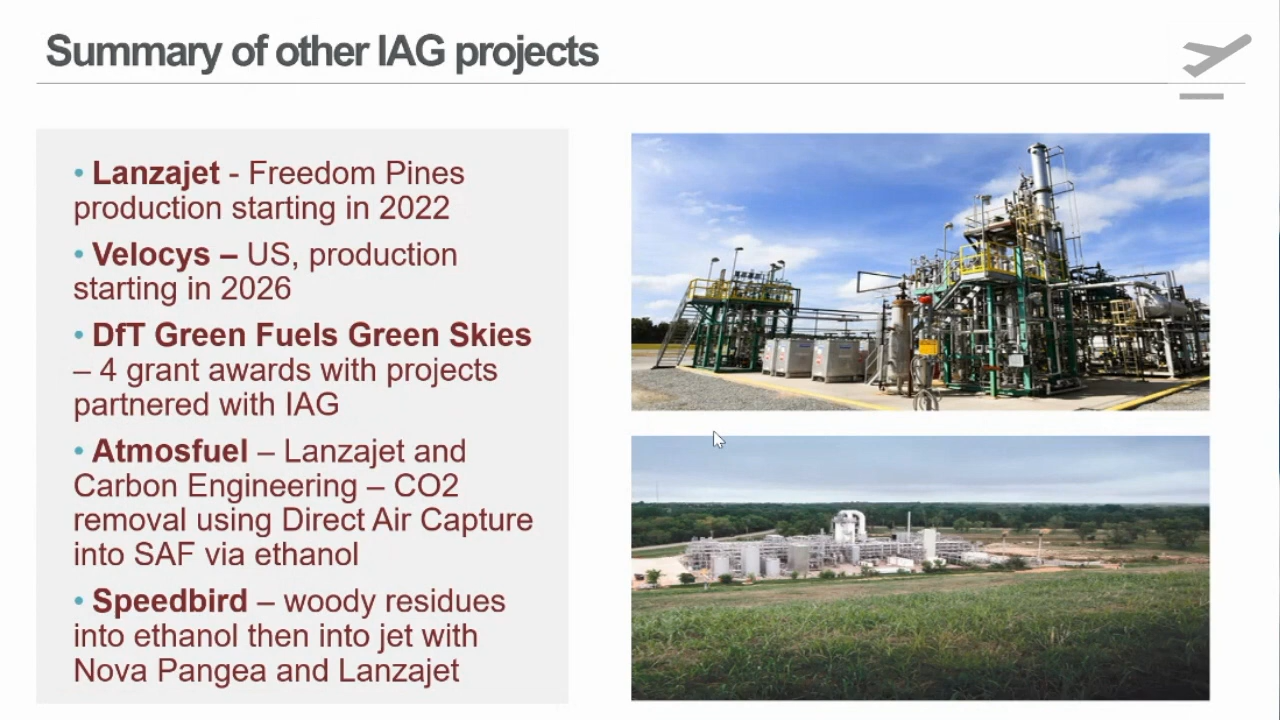 Summary of other IAG projects
• Lanzajet - Freedom Pines
production starting in 2022
• Velocys – US, production
starting in 2026
• DfT Green Fuels Green Skies
– 4 grant awards with projects
partnered with IAG
• Atmosfuel – Lanzajet and
Carbon Engineering – CO2
removal using Direct Air Capture
into SAF via ethanol
• Speedbird – woody residues
into ethanol then into jet with
Nova Pangea and Lanzajet